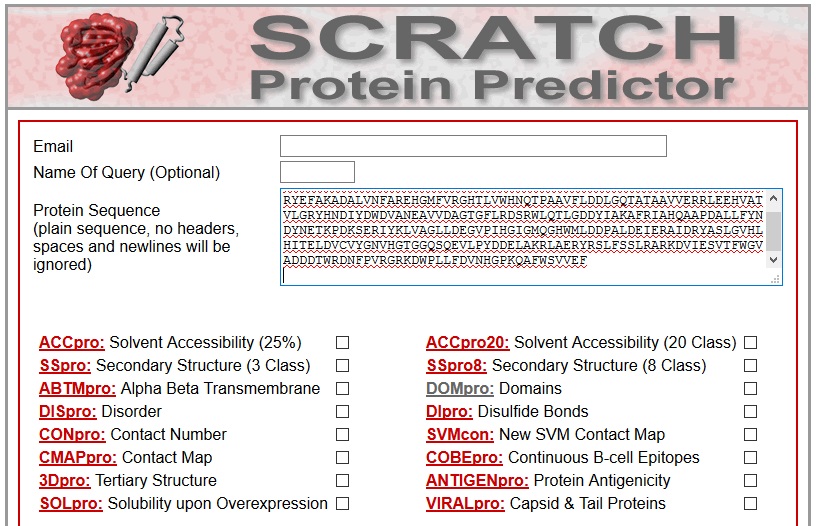 SCRATCH
Protein Predictor
Email
Name Of Query (Optional)
Protein Sequence
(plain sequence, no headers,
spaces and newlines will be
ignored)
RYEFAKADALVNFAREHGMFVRGHTLVWHNQTPAAVFLDDLGQTATAAVVERRLEEHVAT
VLGRYHNDIYDWDVANEAVVDAGTGFLRDSRWLQTLGDDYIAKAFRIAHQAAPDALLFYN
DYNETKPDKSERIYKLVAGLLDEGVPIHGIGMQGHWMLDDPALDEIERAIDRYASLGVHL
HITELDVCVYGNVHGTGGQSQEVLPYDDELAKRLAERYRSLFSSLRARKDVIESVTFWGV
ADDDTWRDNFPVRGRKDWPLLFDVNHGPKQAFWSVVEF
ACCpro: Solvent Accessibility (25%)
ACCpro20: Solvent Accessibility (20 Class)
SSpro: Secondary Structure (3 Class)
SSpro8: Secondary Structure (8 Class)
ABTMpro: Alpha Beta Transmembrane
DOMpro: Domains
DISpro: Disorder
DIpro: Disulfide Bonds
CONpro: Contact Number
SVMcon: New SVM Contact Map
CMAPpro: Contact Map
COBEpro: Continuous B-cell Epitopes
3Dpro: Tertiary Structure
ANTIGENpro: Protein Antigenicity
SOLpro: Solubility upon Overexpression
VIRALpro: Capsid & Tail Proteins